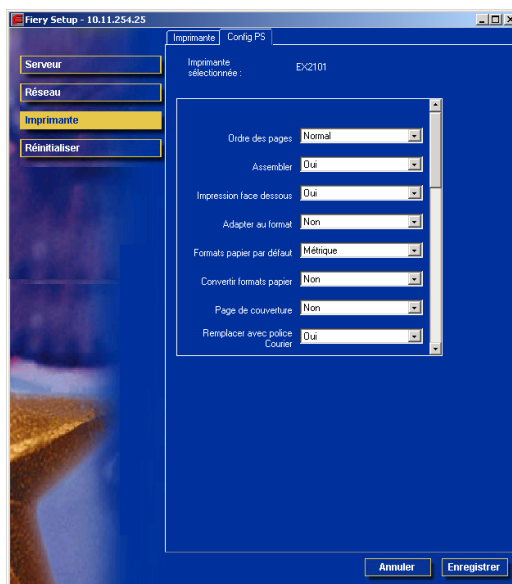 Fiery Setup - 10.11.254.25
Serveur
Réseau
Imprimante
Réinitialiser
Imprimante
Config PS
Imprimante
sélectionnée :
EX2101
Ordre des pages
Normal
Assembler
Oui
Impression face dessous
Oui
Adapter au format
Non
Formats papier par défaut
Métrique
Convertir formats papier
Non
Page de couverture
Non
Remplacer avec police
Courier
Oui
Annuler
Enregistrer